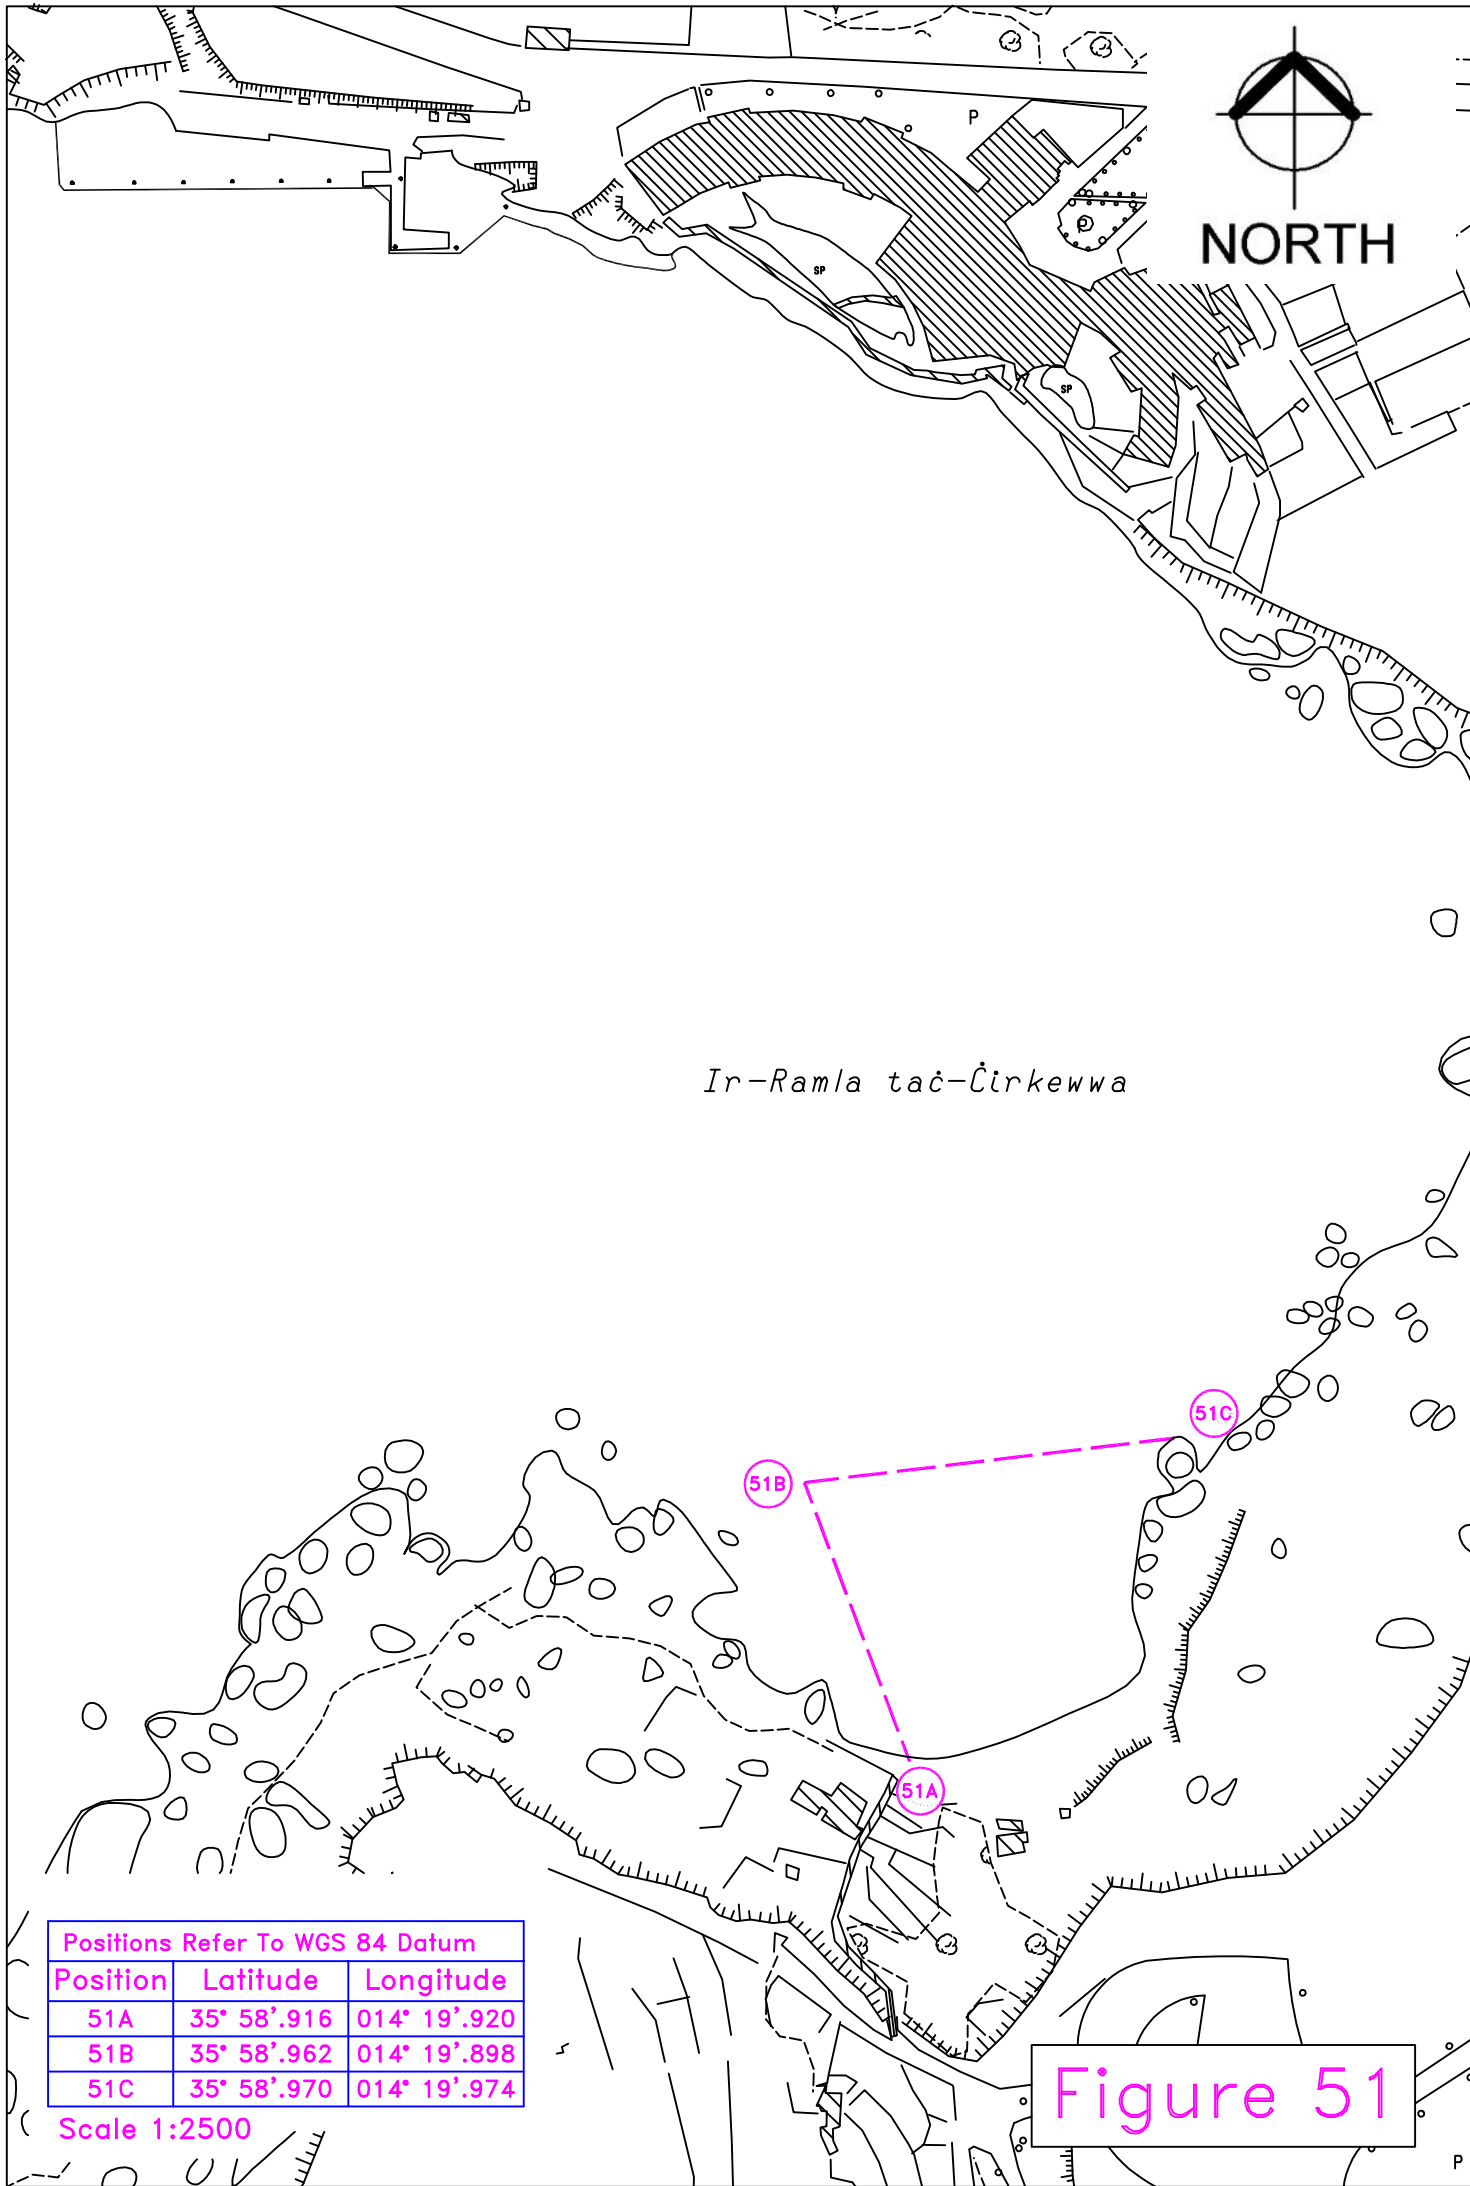 P
NORTH
P
SP
SP
Ir-Ramla taċ-Ċirkewwa
51C
51B
51A
Positions Refer To WGS 84 Datum
Position Latitude Longitude
51A 35° 58'.916 014° 19'.920
51B 35° 58'.962 014° 19'.898
51C 35° 58'.970 014° 19'.974
Scale 1:2500
Figure 51
P